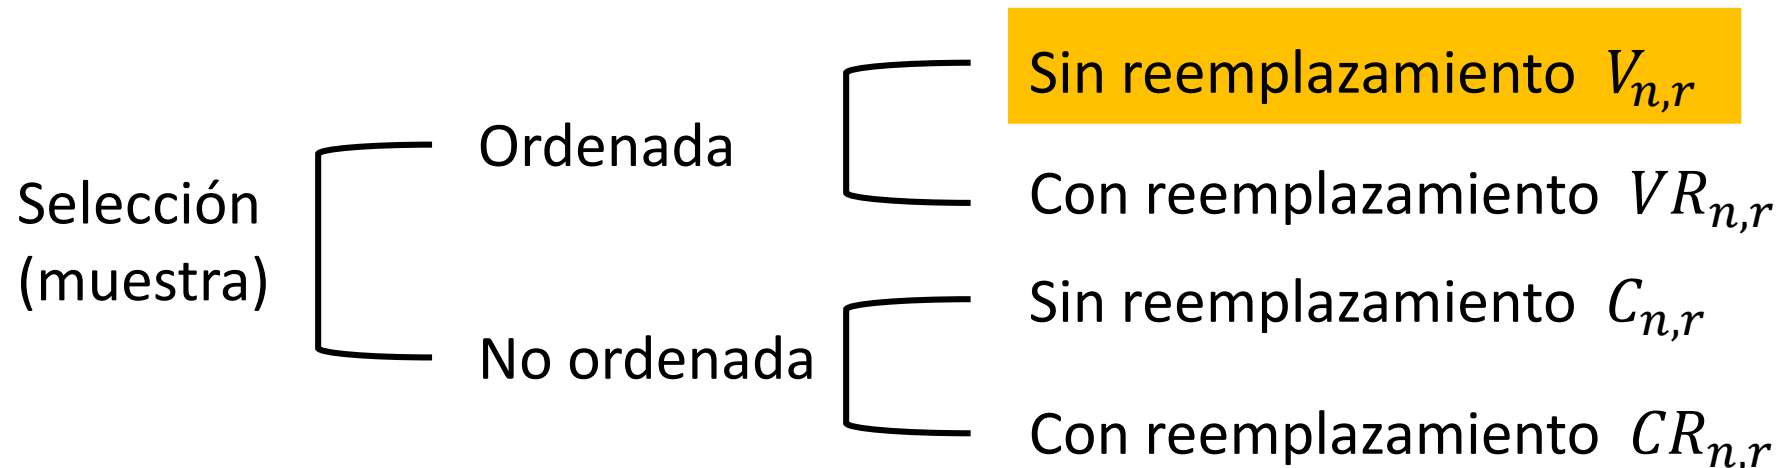 Selección
(muestra)
Ordenada
Sin reemplazamiento V_{n,r}
Con reemplazamiento VR_{n,r}
No ordenada
Sin reemplazamiento C_{n,r}
Con reemplazamiento CR_{n,r}